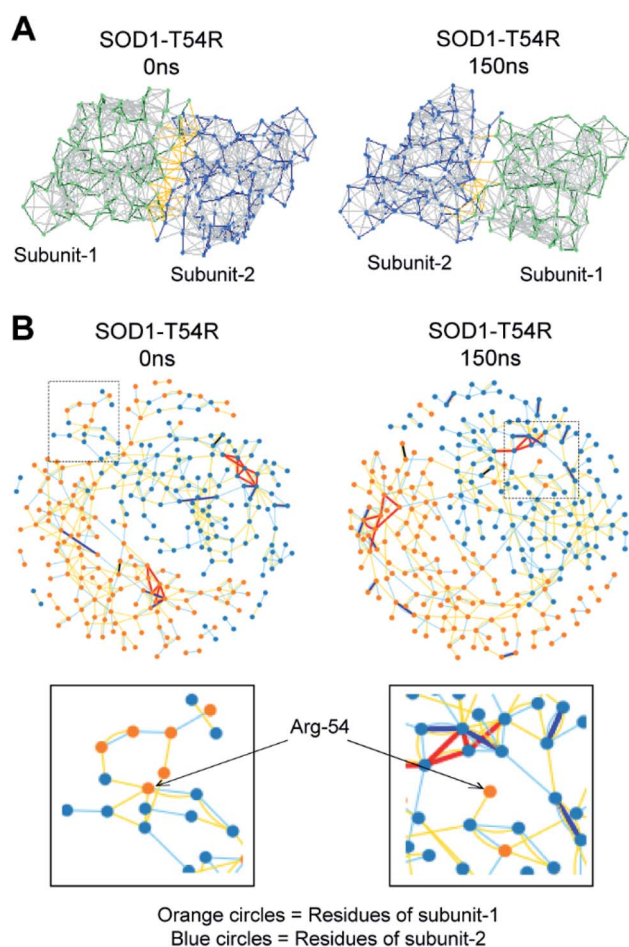 A
SOD1-T54R
0ns
SOD1-T54R
150ns
Subunit-1
Subunit-2
Subunit-2
Subunit-1
B
SOD1-T54R
0ns
SOD1-T54R
150ns
Arg-54
Orange circles = Residues of subunit-1
Blue circles = Residues of subunit-2